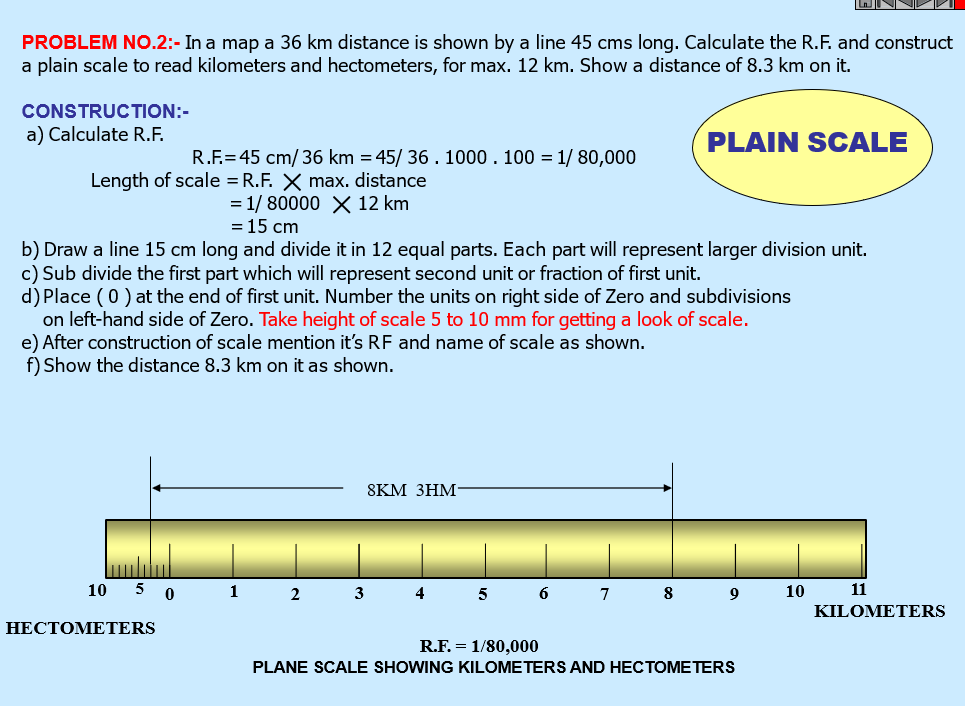 PROBLEM NO.2:- In a map a 36 km distance is shown by a line 45 cms long. Calculate the R.F. and construct
a plain scale to read kilometers and hectometers, for max. 12 km. Show a distance of 8.3 km on it.
CONSTRUCTION:-
a) Calculate R.F.
R.F.= 45 cm/ 36 km = 45/ 36 . 1000 . 100 = 1/ 80,000
Length of scale = R.F. × max. distance
= 1/ 80000 × 12 km
= 15 cm
PLAIN SCALE
b) Draw a line 15 cm long and divide it in 12 equal parts. Each part will represent larger division unit.
c) Sub divide the first part which will represent second unit or fraction of first unit.
d) Place ( 0 ) at the end of first unit. Number the units on right side of Zero and subdivisions
on left-hand side of Zero. Take height of scale 5 to 10 mm for getting a look of scale.
e) After construction of scale mention it’s RF and name of scale as shown.
f) Show the distance 8.3 km on it as shown.
8KM 3HM
10 5 0 1 2 3 4 5 6 7 8 9 10 11
KILOMETERS
HECTOMETERS
R.F. = 1/80,000
PLANE SCALE SHOWING KILOMETERS AND HECTOMETERS